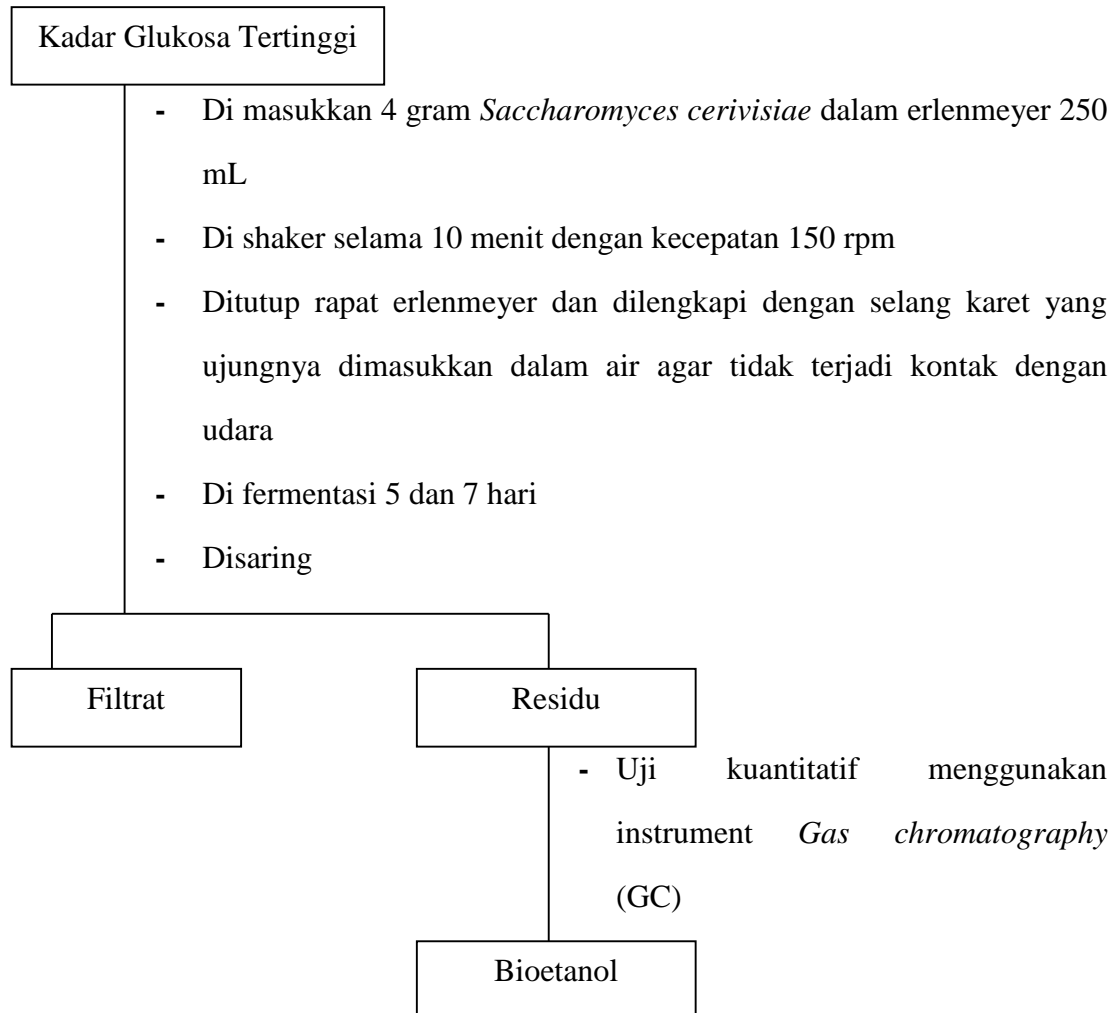 Kadar Glukosa Tertinggi
- Di masukkan 4 gram Saccharomyces cerivisiae dalam erlenmeyer 250
mL
- Di shaker selama 10 menit dengan kecepatan 150 rpm
- Ditutup rapat erlenmeyer dan dilengkapi dengan selang karet yang
ujungnya dimasukkan dalam air agar tidak terjadi kontak dengan
udara
- Di fermentasi 5 dan 7 hari
- Disaring
Filtrat
Residu
- Uji kuantitatif menggunakan
instrument Gas chromatography
(GC)
Bioetanol